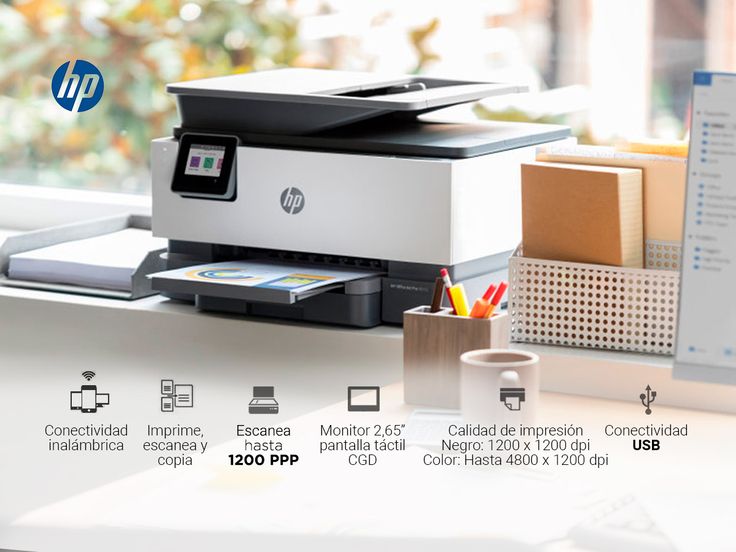 hp
hp
Conectividad
inalámbrica
Imprime,
escanea y
copia
Escanea
hasta
1200 PPP
Monitor 2,65”
pantalla táctil
CGD
Calidad de impresión
Negro: 1200 x 1200 dpi
Color: Hasta 4800 x 1200 dpi
Conectividad
USB